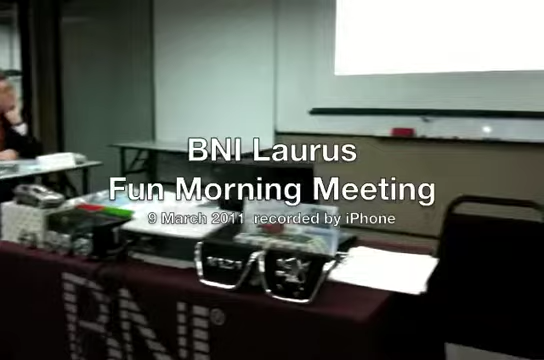 BNI Laurus
Fun Morning Meeting
9 March 2011 recorded by iPhone
BNI®